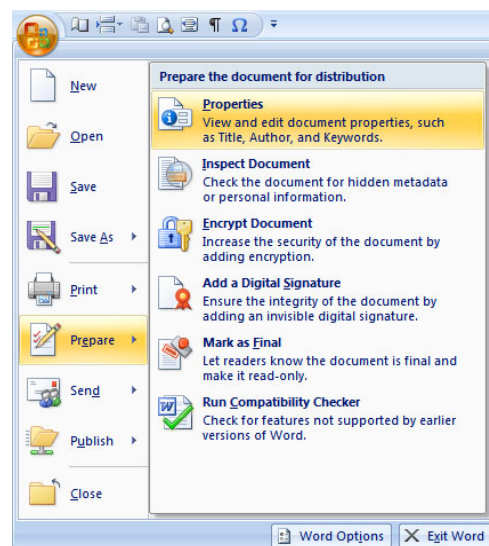 New
Open
Save
Save As
Print
Prepare
Send
Publish
Close
Prepare the document for distribution
Properties
View and edit document properties, such
as Title, Author, and Keywords.
Inspect Document
Check the document for hidden metadata
or personal information.
Encrypt Document
Increase the security of the document by
adding encryption.
Add a Digital Signature
Ensure the integrity of the document by
adding an invisible digital signature.
Mark as Final
Let readers know the document is final and
make it read-only.
Run Compatibility Checker
Check for features not supported by earlier
versions of Word.
Word Options
Exit Word